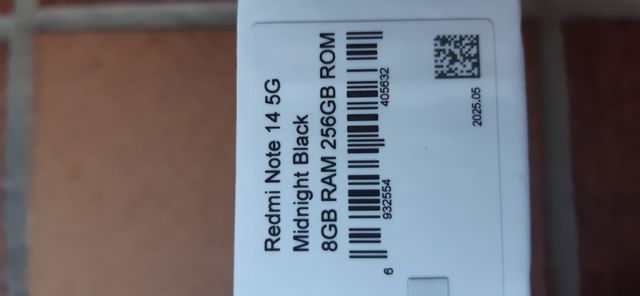 Redmi Note 14 5G
Midnight Black
8GB RAM 256GB ROM
6 932554 405632
2025.05